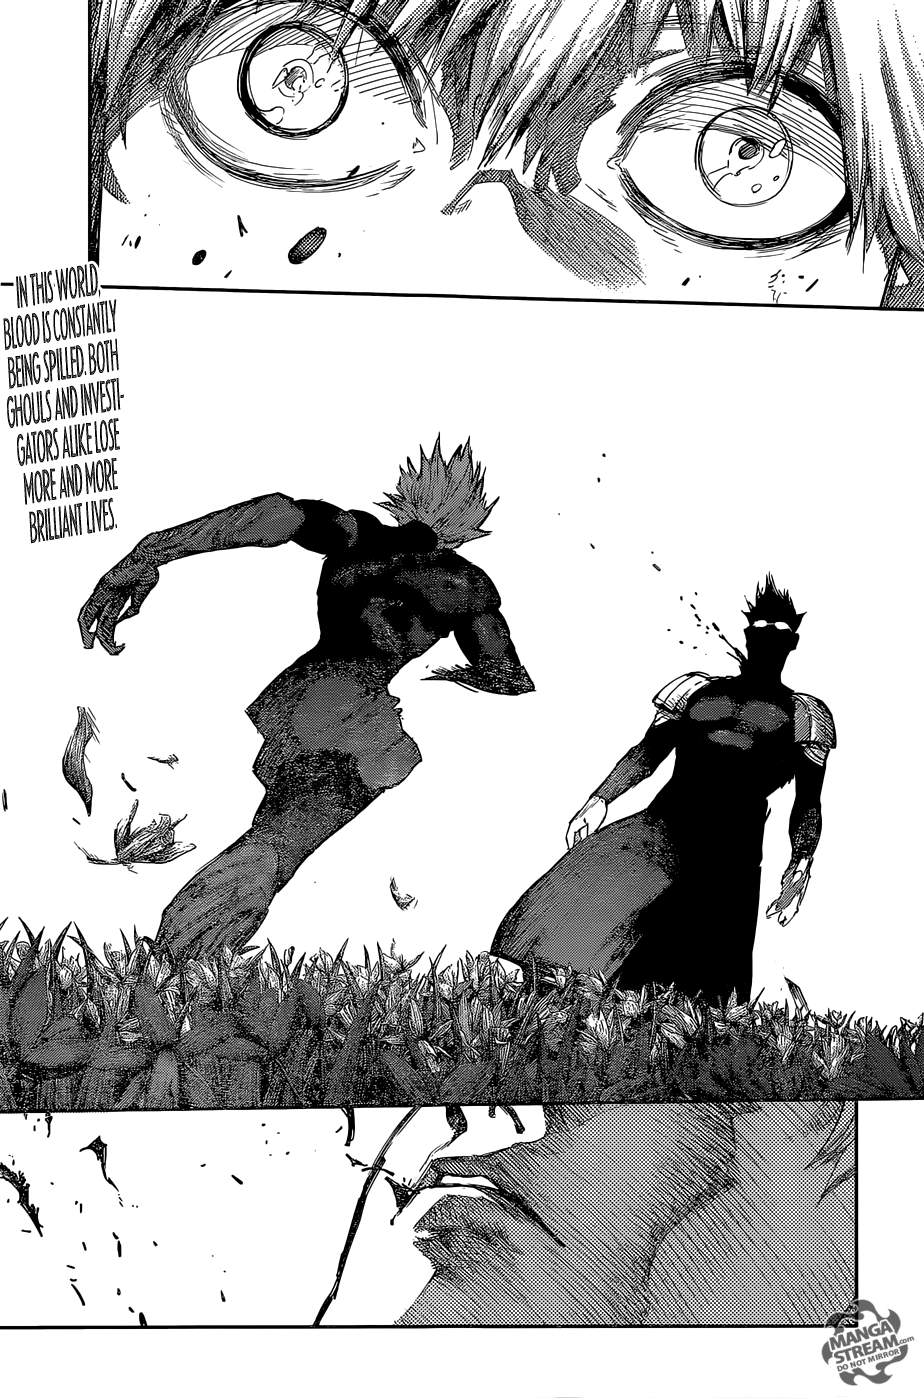 — IN THIS WORLD,
BLOOD IS CONSTANTLY
BEING SPILLED. BOTH
GHOULS AND INVESTI-
GATORS ALIKE LOSE
MORE AND MORE
BRILLIANT LIVES.
MANGA
STREAM.com
DO NOT MIRROR